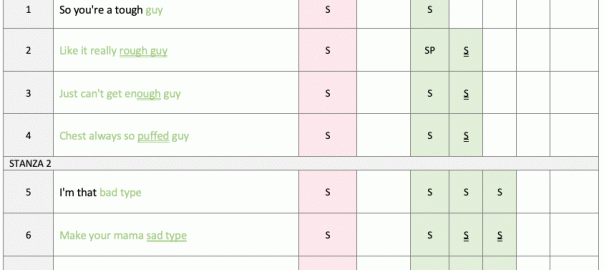 1 So you're a tough guy S S
2 Like it really rough guy S SP S
3 Just can't get enough guy S S S
4 Chest always so puffed guy S S S
STANZA 2
5 I'm that bad type S S S S
6 Make your mama sad type S S S S